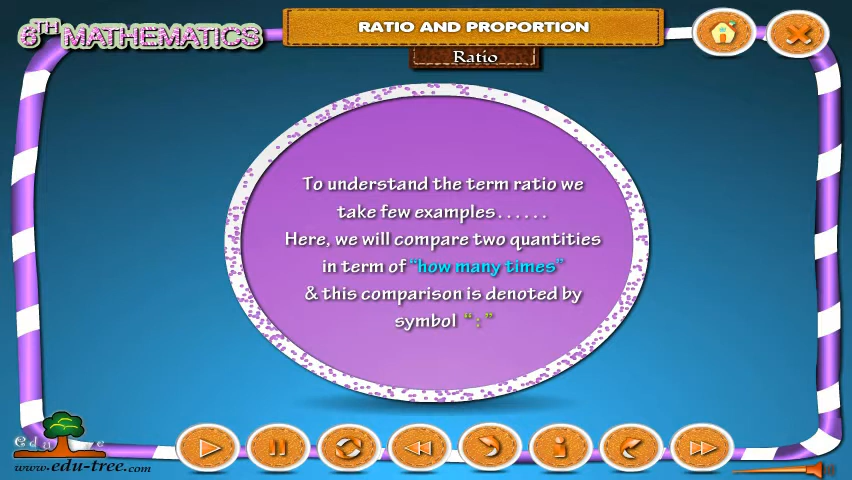 6TH MATHEMATICS
RATIO AND PROPORTION
Ratio
To understand the term ratio we
take few examples......
Here, we will compare two quantities
in term of "how many times"
& this comparison is denoted by
symbol ":"
www.edu-tree.com